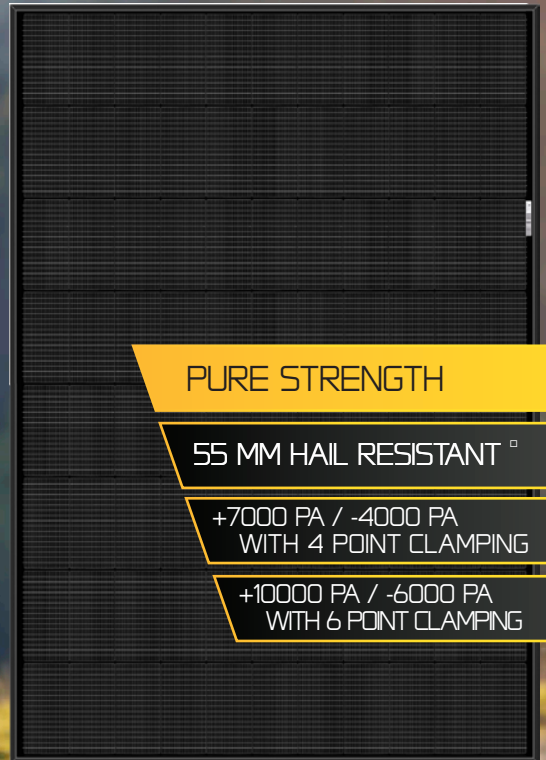 PURE STRENGTH
55 MM HAIL RESISTANT □
+7000 PA / -4000 PA
WITH 4 POINT CLAMPING
+10000 PA / -6000 PA
WITH 6 POINT CLAMPING